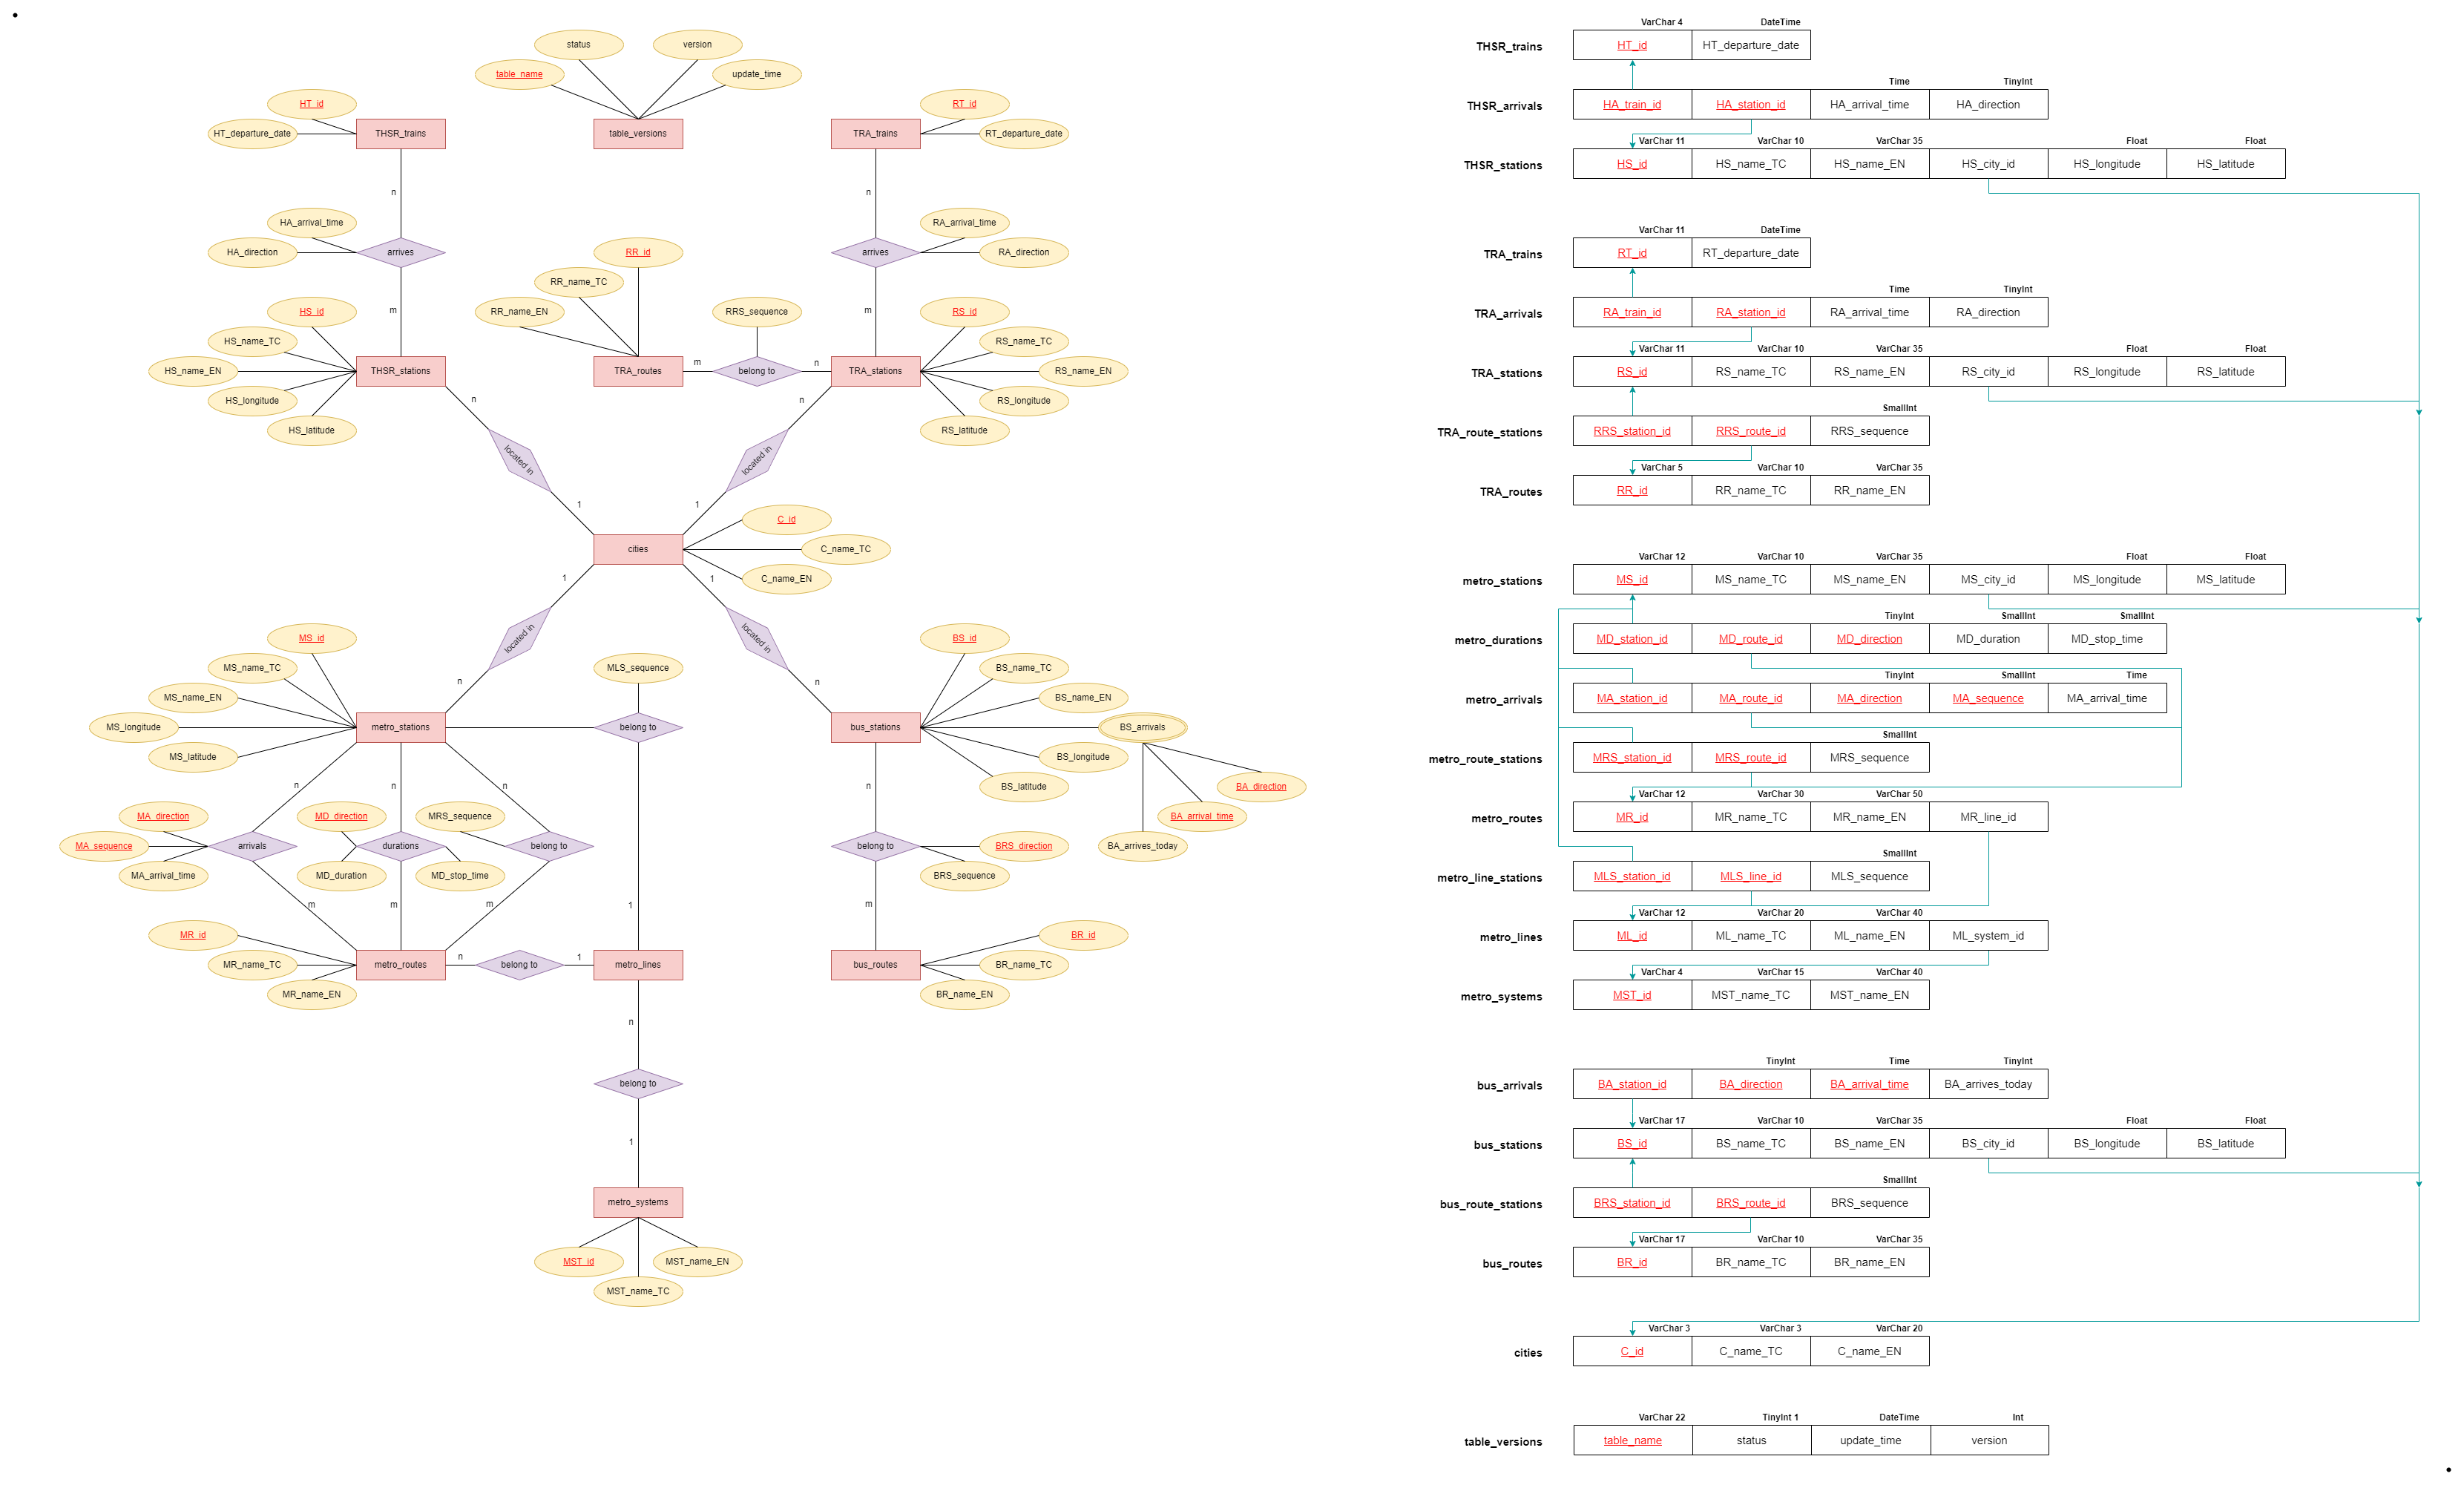 status
version
table_name
update_time
HT_id
HT_departure_date
THSR_trains
table_versions
TRA_trains
RT_id
RT_departure_date
n
n
HA_arrival_time
HA_direction
arrives
RR_id
arrives
RA_arrival_time
RA_direction
RR_name_TC
RR_name_EN
RRS_sequence
m
m
HS_id
HS_name_TC
HS_name_EN
HS_longitude
HS_latitude
THSR_stations
TRA_routes
m
belong to
n
TRA_stations
RS_id
RS_name_TC
RS_name_EN
RS_longitude
RS_latitude
n
n
located in
located in
1
1
cities
C_id
C_name_TC
C_name_EN
1
1
located in
located in
n
n
MS_id
MS_name_TC
MS_name_EN
MS_longitude
MS_latitude
metro_stations
MLS_sequence
belong to
bus_stations
BS_id
BS_name_TC
BS_name_EN
BS_arrivals
BS_longitude
BS_latitude
BA_direction
BA_arrival_time
BA_arrives_today
n
n
n
n
MA_direction
MA_sequence
MA_arrival_time
arrivals
MD_direction
MD_duration
durations
MRS_sequence
MD_stop_time
belong to
belong to
BRS_direction
BRS_sequence
m
m
m
1
m
MR_id
MR_name_TC
MR_name_EN
metro_routes
n
belong to
1
metro_lines
bus_routes
BR_id
BR_name_TC
BR_name_EN
n
belong to
1
metro_systems
MST_id
MST_name_TC
MST_name_EN
VarChar 4 DateTime
THSR_trains HT_id HT_departure_date
Time TinyInt
THSR_arrivals HA_train_id HA_station_id HA_arrival_time HA_direction
VarChar 11 VarChar 10 VarChar 35 Float Float
THSR_stations HS_id HS_name_TC HS_name_EN HS_city_id HS_longitude HS_latitude
VarChar 11 DateTime
TRA_trains RT_id RT_departure_date
Time TinyInt
TRA_arrivals RA_train_id RA_station_id RA_arrival_time RA_direction
VarChar 11 VarChar 10 VarChar 35 Float Float
TRA_stations RS_id RS_name_TC RS_name_EN RS_city_id RS_longitude RS_latitude
SmallInt
TRA_route_stations RRS_station_id RRS_route_id RRS_sequence
VarChar 5 VarChar 10 VarChar 35
TRA_routes RR_id RR_name_TC RR_name_EN
VarChar 12 VarChar 10 VarChar 35 Float Float
metro_stations MS_id MS_name_TC MS_name_EN MS_city_id MS_longitude MS_latitude
TinyInt SmallInt SmallInt
metro_durations MD_station_id MD_route_id MD_direction MD_duration MD_stop_time
TinyInt SmallInt Time
metro_arrivals MA_station_id MA_route_id MA_direction MA_sequence MA_arrival_time
SmallInt
metro_route_stations MRS_station_id MRS_route_id MRS_sequence
VarChar 12 VarChar 30 VarChar 50
metro_routes MR_id MR_name_TC MR_name_EN MR_line_id
SmallInt
metro_line_stations MLS_station_id MLS_line_id MLS_sequence
VarChar 12 VarChar 20 VarChar 40
metro_lines ML_id ML_name_TC ML_name_EN ML_system_id
VarChar 4 VarChar 15 VarChar 40
metro_systems MST_id MST_name_TC MST_name_EN
TinyInt Time TinyInt
bus_arrivals BA_station_id BA_direction BA_arrival_time BA_arrives_today
VarChar 17 VarChar 10 VarChar 35 Float Float
bus_stations BS_id BS_name_TC BS_name_EN BS_city_id BS_longitude BS_latitude
SmallInt
bus_route_stations BRS_station_id BRS_route_id BRS_sequence
VarChar 17 VarChar 10 VarChar 35
bus_routes BR_id BR_name_TC BR_name_EN
VarChar 3 VarChar 3 VarChar 20
cities C_id C_name_TC C_name_EN
VarChar 22 TinyInt 1 DateTime Int
table_versions table_name status update_time version